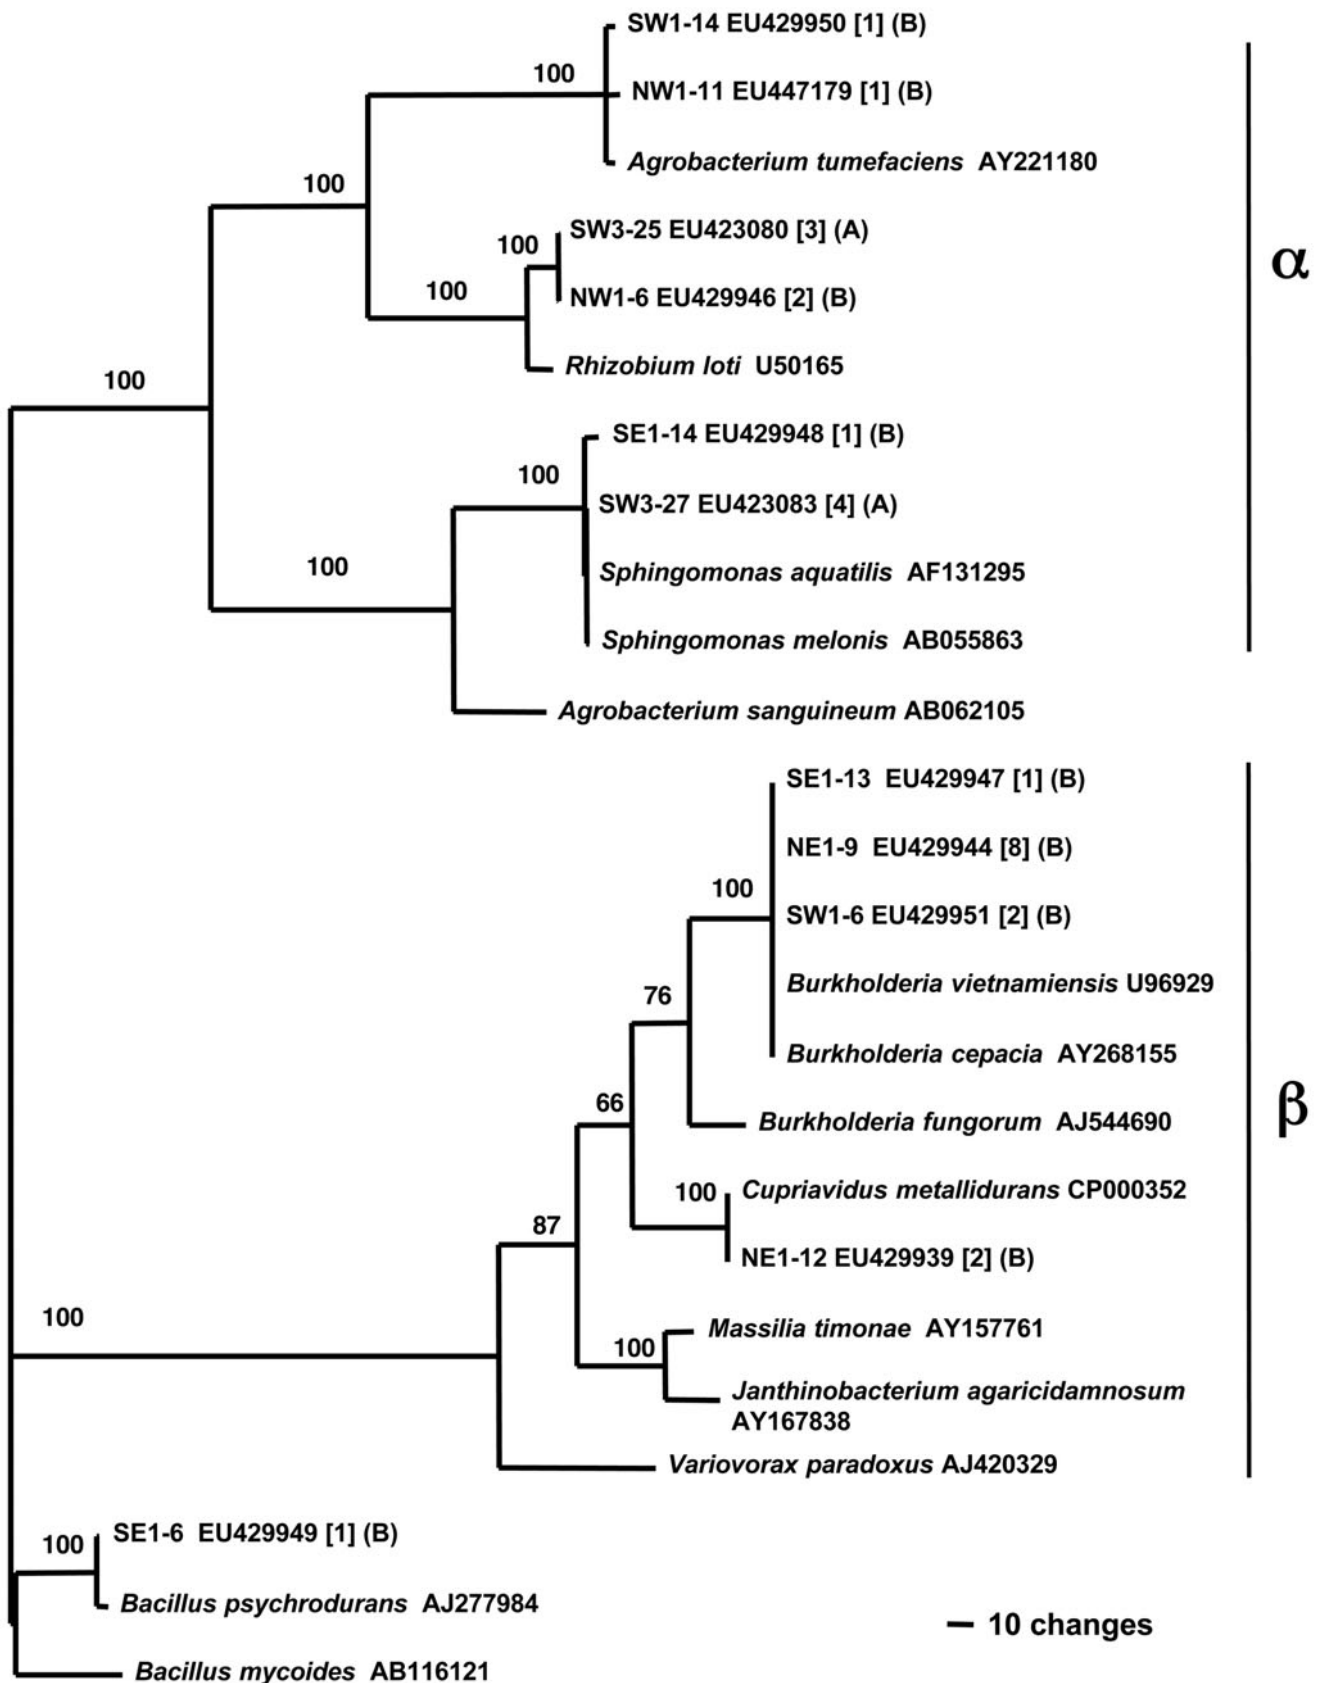 SW1-14 EU429950 [1] (B)
100
NW1-11 EU447179 [1] (B)
Agrobacterium tumefaciens AY221180
100
SW3-25 EU423080 [3] (A)
100
α
100
NW1-6 EU429946 [2] (B)
Rhizobium loti U50165
100
SE1-14 EU429948 [1] (B)
100
SW3-27 EU423083 [4] (A)
100
Sphingomonas aquatilis AF131295
Sphingomonas melonis AB055863
Agrobacterium sanguineum AB062105
SE1-13 EU429947 [1] (B)
NE1-9 EU429944 [8] (B)
100
SW1-6 EU429951 [2] (B)
Burkholderia vietnamiensis U96929
76
Burkholderia cepacia AY268155
β
66
Burkholderia fungorum AJ544690
100
Cupriavidus metallidurans CP000352
87
NE1-12 EU429939 [2] (B)
100
Massilia timonae AY157761
100
Janthinobacterium agaricidamnosum
AY167838
Variovorax paradoxus AJ420329
SE1-6 EU429949 [1] (B)
100
Bacillus psychrodurans AJ277984
10 changes
Bacillus mycoides AB116121